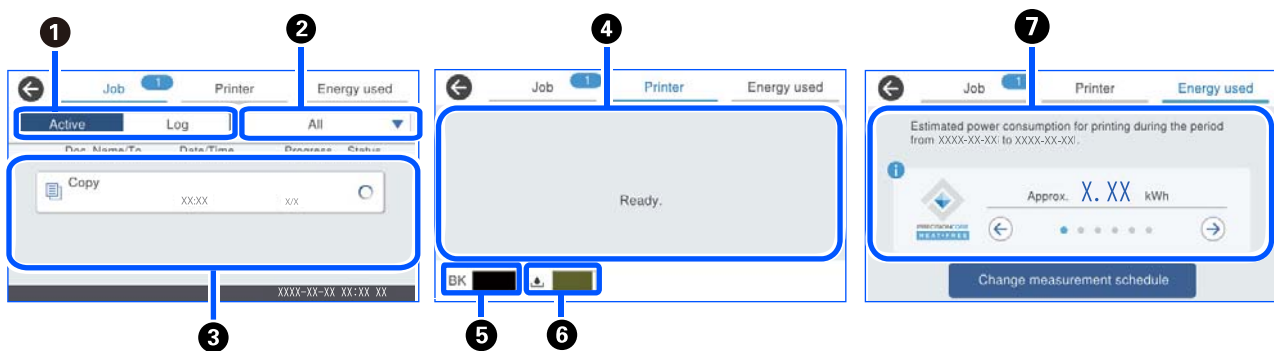 1
2
4
7
Job 1 Printer Energy used
Active Log All
Doc. Name/To Date/Time Progress Status
Copy
XX:XX X/X
XXXX-XX-XX XX:XX XX
3
Job 1 Printer Energy used
Ready.
BK
5
6
Job 1 Printer Energy used
Estimated power consumption for printing during the period
from XXXX-XX-XX to XXXX-XX-XX.
i
Approx. X.XX kWh
PRECISIONCORE
HEAT-FREE
Change measurement schedule